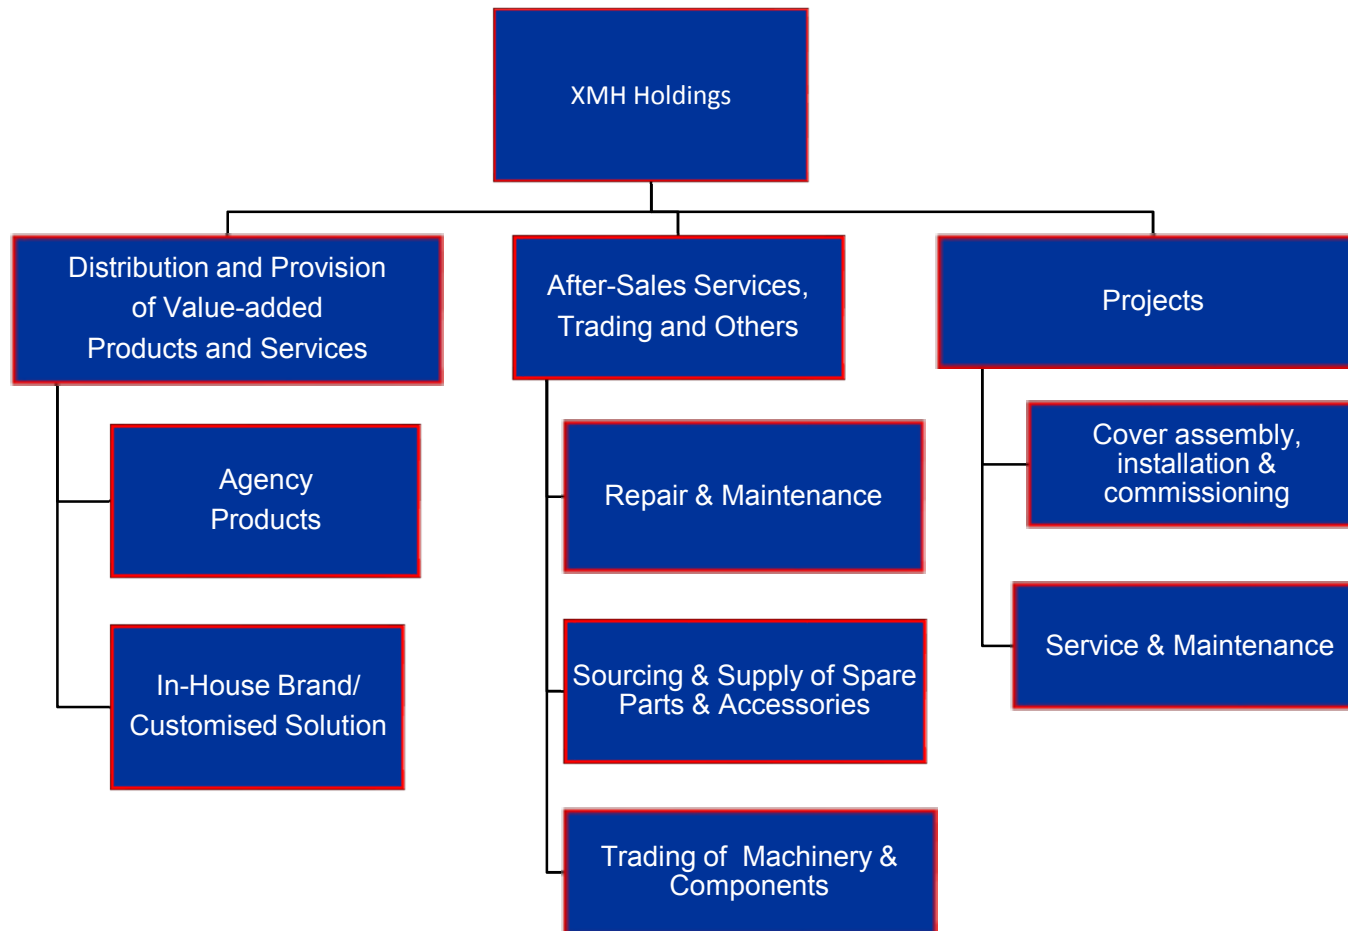 XMH Holdings
Distribution and Provision
of Value-added
Products and Services
After-Sales Services,
Trading and Others
Projects
Agency
Products
In-House Brand/
Customised Solution
Repair & Maintenance
Sourcing & Supply of Spare
Parts & Accessories
Trading of Machinery &
Components
Cover assembly,
installation &
commissioning
Service & Maintenance